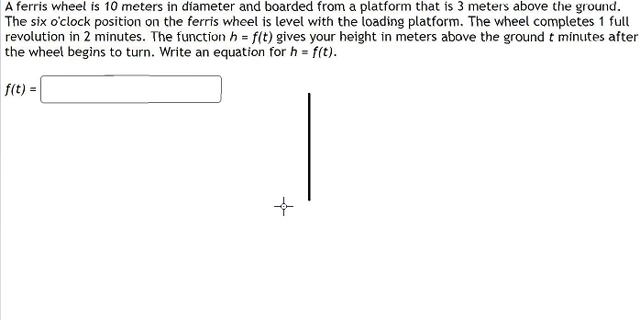 A ferris wheel is 10 meters in diameter and boarded from a platform that is 3 meters above the ground.
The six o'clock position on the ferris wheel is level with the loading platform. The wheel completes 1 full
revolution in 2 minutes. The function h = f(t) gives your height in meters above the ground t minutes after
the wheel begins to turn. Write an equation for h = f(t).
f(t) =